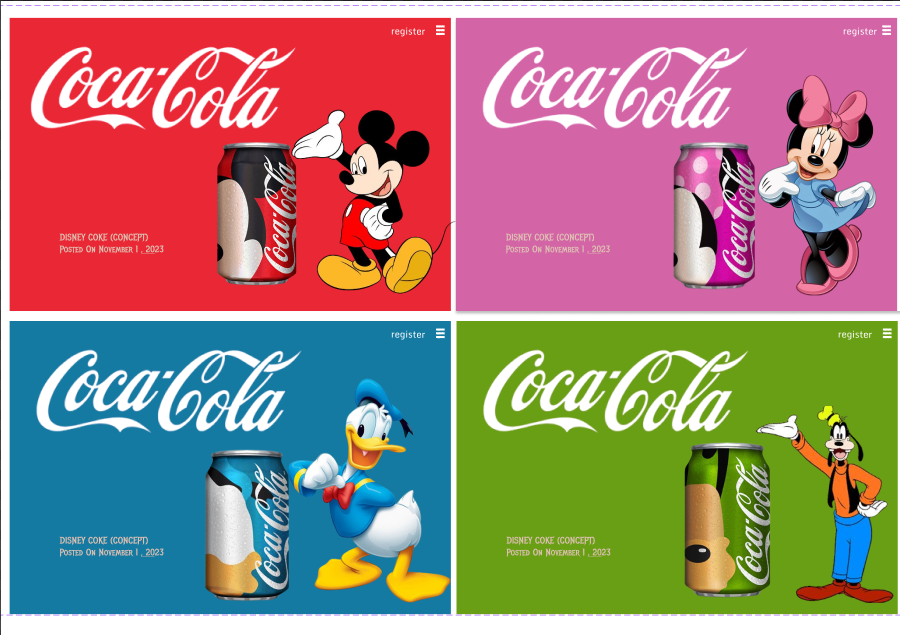 register
Coca-Cola
Coca-Cola
DISNEY COKE (CONCEPT)
Posted On November 1 , 2023
register
Coca-Cola
Coca-Cola
DISNEY COKE (CONCEPT)
Posted On November 1 , 2023
register
Coca-Cola
Coca-Cola
DISNEY COKE (CONCEPT)
Posted On November 1 , 2023
register
Coca-Cola
Coca-Cola
DISNEY COKE (CONCEPT)
Posted On November 1 , 2023